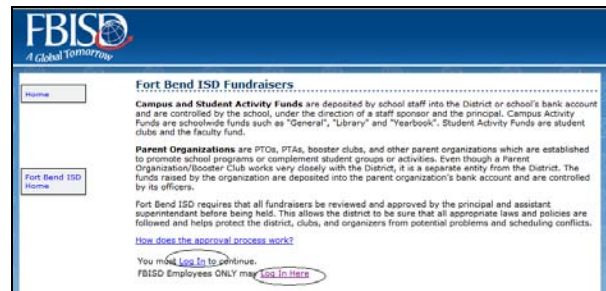 FBISD
A Global Tomorrow
Home
Fort Bend ISD
Home
Fort Bend ISD Fundraisers
Campus and Student Activity Funds are deposited by school staff into the District or school's bank account
and are controlled by the school, under the direction of a staff sponsor and the principal. Campus Activity
Funds are schoolwide funds such as "General", "Library" and "Yearbook". Student Activity Funds are student
clubs and the faculty fund.
Parent Organizations are PTOs, PTAs, booster clubs, and other parent organizations which are established
to promote school programs or complement student groups or activities. Even though a Parent
Organization/Booster Club works very closely with the District, it is a separate entity from the District. The
funds raised by the organization are deposited into the parent organization's bank account and are controlled
by its officers.
Fort Bend ISD requires that all fundraisers be reviewed and approved by the principal and assistant
superintendant before being held. This allows the district to be sure that all appropriate laws and policies are
followed and helps protect the district, clubs, and organizers from potential problems and scheduling conflicts.
How does the approval process work?
You must Log In to continue.
FBISD Employees ONLY may Log In Here